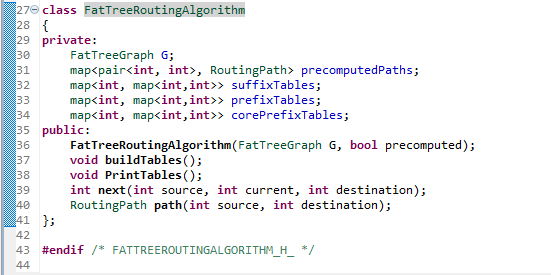 27 class FatTreeRoutingAlgorithm
28 {
29 private:
30     FatTreeGraph G;
31     map<pair<int, int>, RoutingPath> precomputedPaths;
32     map<int, map<int,int>> suffixTables;
33     map<int, map<int,int>> prefixTables;
34     map<int, map<int,int>> corePrefixTables;
35 public:
36     FatTreeRoutingAlgorithm(FatTreeGraph G, bool precomputed);
37     void buildTables();
38     void PrintTables();
39     int next(int source, int current, int destination);
40     RoutingPath path(int source, int destination);
41 };
42
43 #endif /* FATTREEROUTINGALGORITHM_H_ */
44